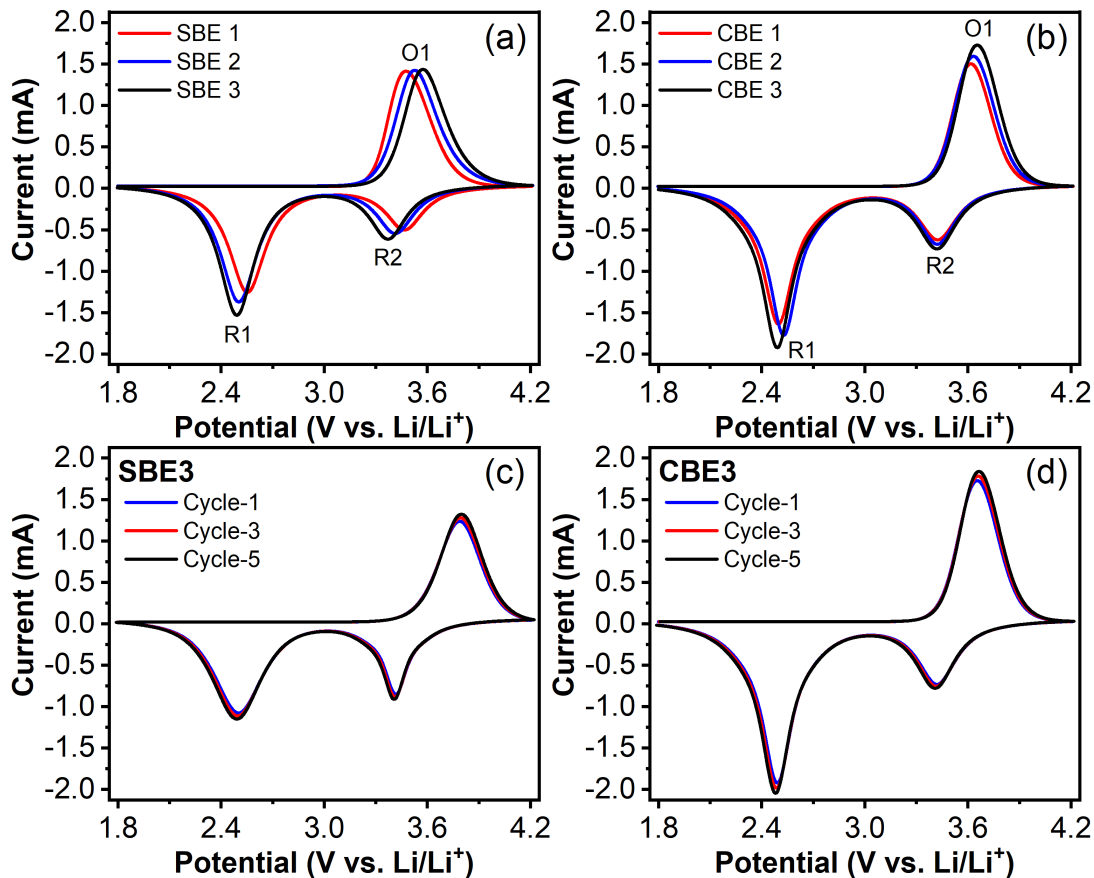 (a)
SBE 1
SBE 2
SBE 3
O1
R2
R1
2.0
1.5
1.0
0.5
0.0
-0.5
-1.0
-1.5
-2.0
Current (mA)
1.8 2.4 3.0 3.6 4.2
Potential (V vs. Li/Li⁺)
(b)
CBE 1
CBE 2
CBE 3
O1
R2
R1
2.0
1.5
1.0
0.5
0.0
-0.5
-1.0
-1.5
-2.0
Current (mA)
1.8 2.4 3.0 3.6 4.2
Potential (V vs. Li/Li⁺)
SBE3 (c)
Cycle-1
Cycle-3
Cycle-5
2.0
1.5
1.0
0.5
0.0
-0.5
-1.0
-1.5
-2.0
Current (mA)
1.8 2.4 3.0 3.6 4.2
Potential (V vs. Li/Li⁺)
CBE3 (d)
Cycle-1
Cycle-3
Cycle-5
2.0
1.5
1.0
0.5
0.0
-0.5
-1.0
-1.5
-2.0
Current (mA)
1.8 2.4 3.0 3.6 4.2
Potential (V vs. Li/Li⁺)